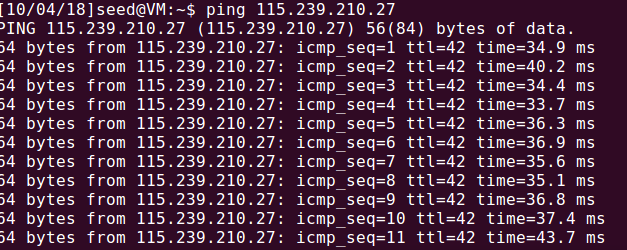 [10/04/18]seed@VM:~$ ping 115.239.210.27
PING 115.239.210.27 (115.239.210.27) 56(84) bytes of data.
64 bytes from 115.239.210.27: icmp_seq=1 ttl=42 time=34.9 ms
64 bytes from 115.239.210.27: icmp_seq=2 ttl=42 time=40.2 ms
64 bytes from 115.239.210.27: icmp_seq=3 ttl=42 time=34.4 ms
64 bytes from 115.239.210.27: icmp_seq=4 ttl=42 time=33.7 ms
64 bytes from 115.239.210.27: icmp_seq=5 ttl=42 time=36.3 ms
64 bytes from 115.239.210.27: icmp_seq=6 ttl=42 time=36.9 ms
64 bytes from 115.239.210.27: icmp_seq=7 ttl=42 time=35.6 ms
64 bytes from 115.239.210.27: icmp_seq=8 ttl=42 time=35.1 ms
64 bytes from 115.239.210.27: icmp_seq=9 ttl=42 time=36.8 ms
64 bytes from 115.239.210.27: icmp_seq=10 ttl=42 time=37.4 ms
64 bytes from 115.239.210.27: icmp_seq=11 ttl=42 time=43.7 ms